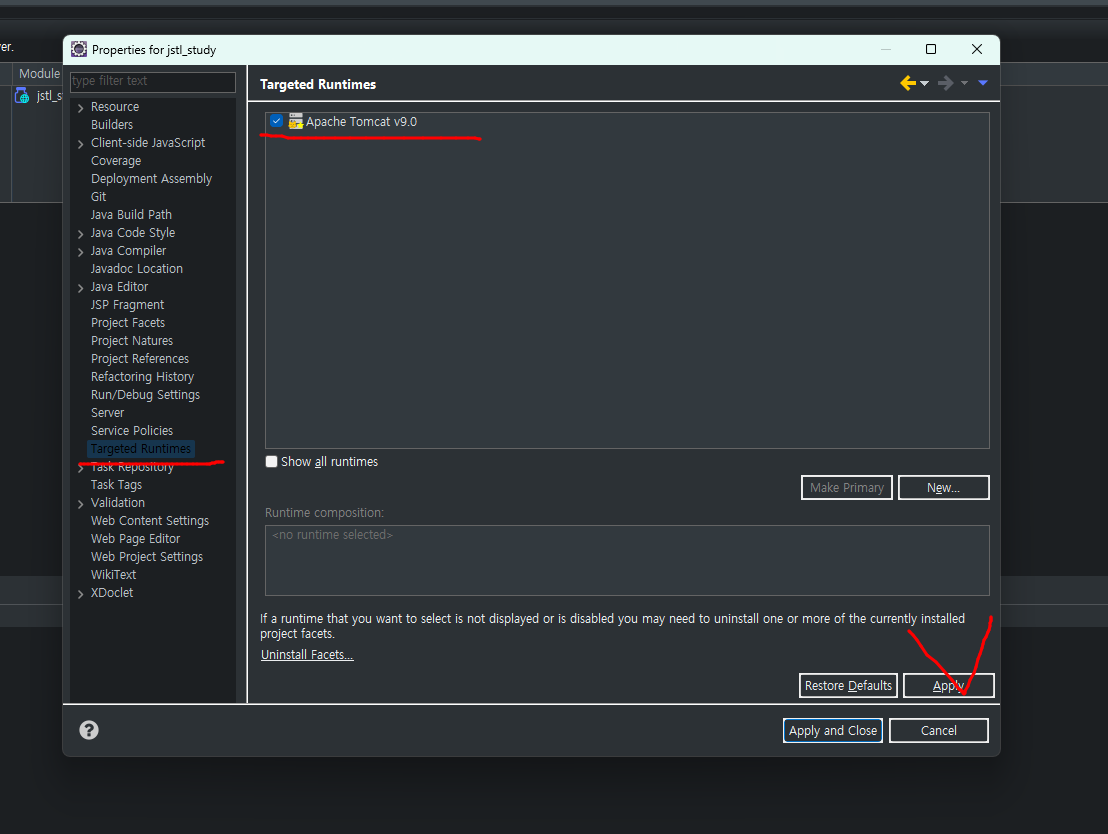 er.
Properties for jstl_study
Module
jstl_s
type filter text
Resource
Builders
Client-side JavaScript
Coverage
Deployment Assembly
Git
Java Build Path
Java Code Style
Java Compiler
Javadoc Location
Java Editor
JSP Fragment
Project Facets
Project Natures
Project References
Refactoring History
Run/Debug Settings
Server
Service Policies
Targeted Runtimes
Task Repository
Task Tags
Validation
Web Content Settings
Web Page Editor
Web Project Settings
WikiText
XDoclet
Targeted Runtimes
Apache Tomcat v9.0
Show all runtimes
Make Primary
New...
Runtime composition:
<no runtime selected>
If a runtime that you want to select is not displayed or is disabled you may need to uninstall one or more of the currently installed
project facets.
Uninstall Facets...
Restore Defaults
Apply
?
Apply and Close
Cancel